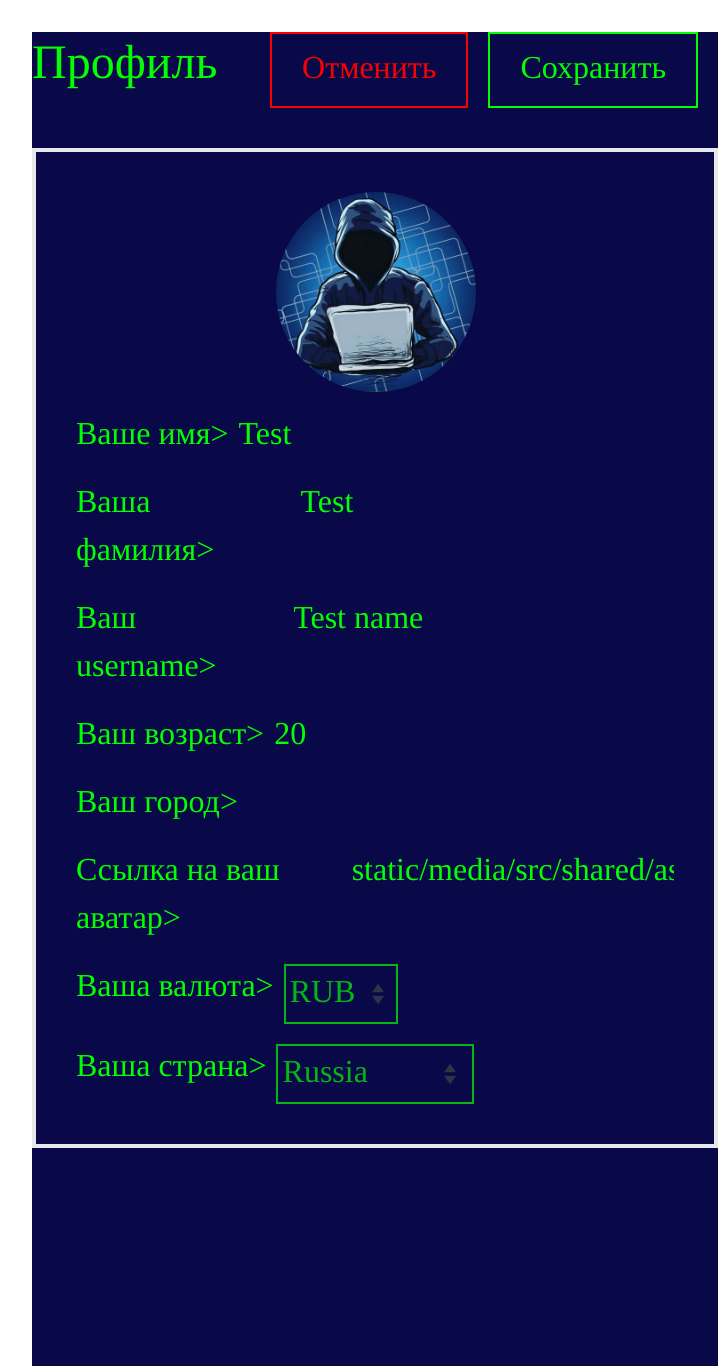 Профиль Отменить Сохранить
Ваше имя> Test
Ваша Test
фамилия>
Ваш Test name
username>
Ваш возраст> 20
Ваш город>
Ссылка на ваш static/media/src/shared/as
аватар>
Ваша валюта> RUB
Ваша страна> Russia